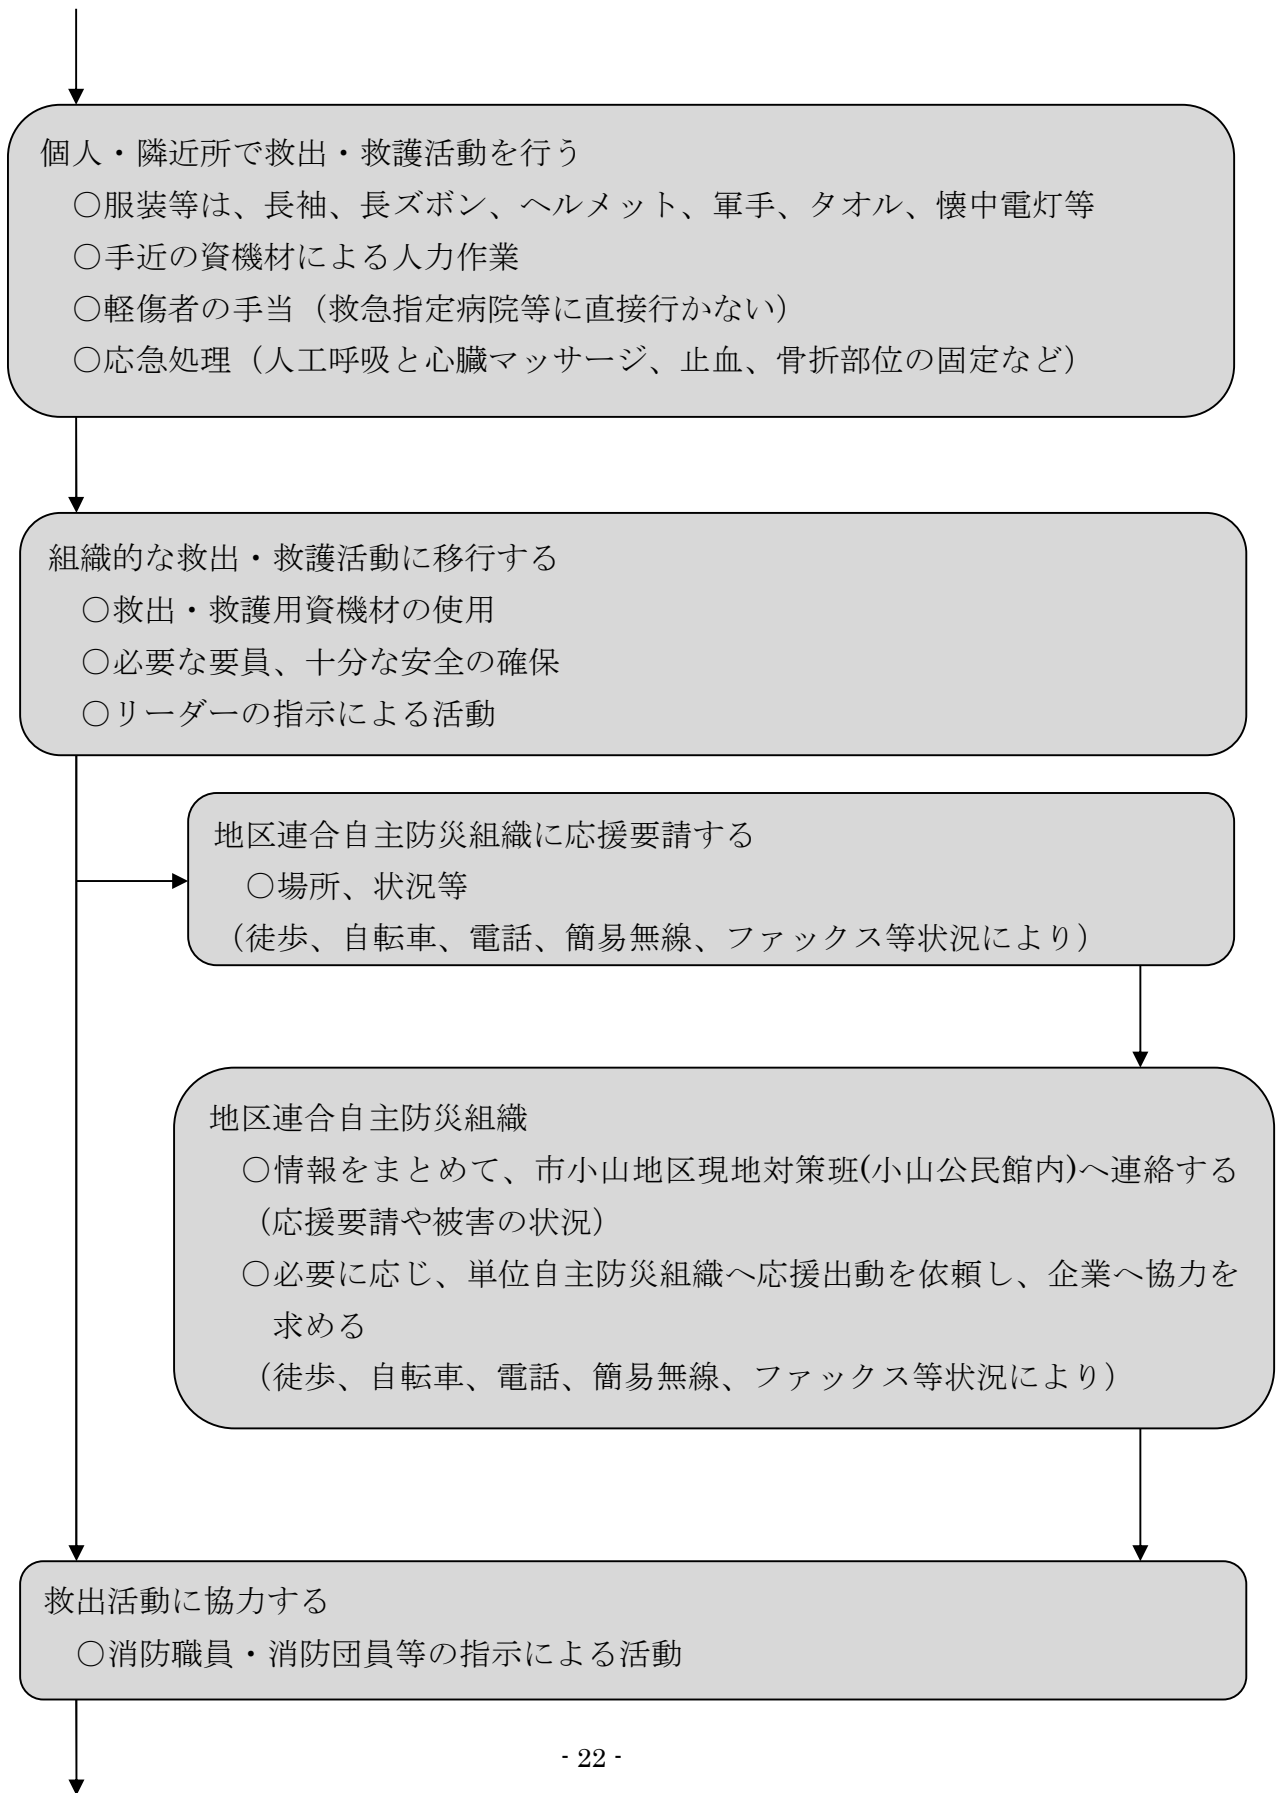 個人・隣近所で救出・救護活動を行う
○服装等は、長袖、長ズボン、ヘルメット、軍手、タオル、懐中電灯等
○手近の資機材による人力作業
○軽傷者の手当（救急指定病院等に直接行かない）
○応急処理（人工呼吸と心臓マッサージ、止血、骨折部位の固定など）
組織的な救出・救護活動に移行する
○救出・救護用資機材の使用
○必要な要員、十分な安全の確保
○リーダーの指示による活動
地区連合自主防災組織に応援要請する
○場所、状況等
（徒歩、自転車、電話、簡易無線、ファックス等状況により）
地区連合自主防災組織
○情報をまとめて、市小山地区現地対策班(小山公民館内)へ連絡する
（応援要請や被害の状況）
○必要に応じ、単位自主防災組織へ応援出動を依頼し、企業へ協力を
求める
（徒歩、自転車、電話、簡易無線、ファックス等状況により）
救出活動に協力する
○消防職員・消防団員等の指示による活動
- 22 -